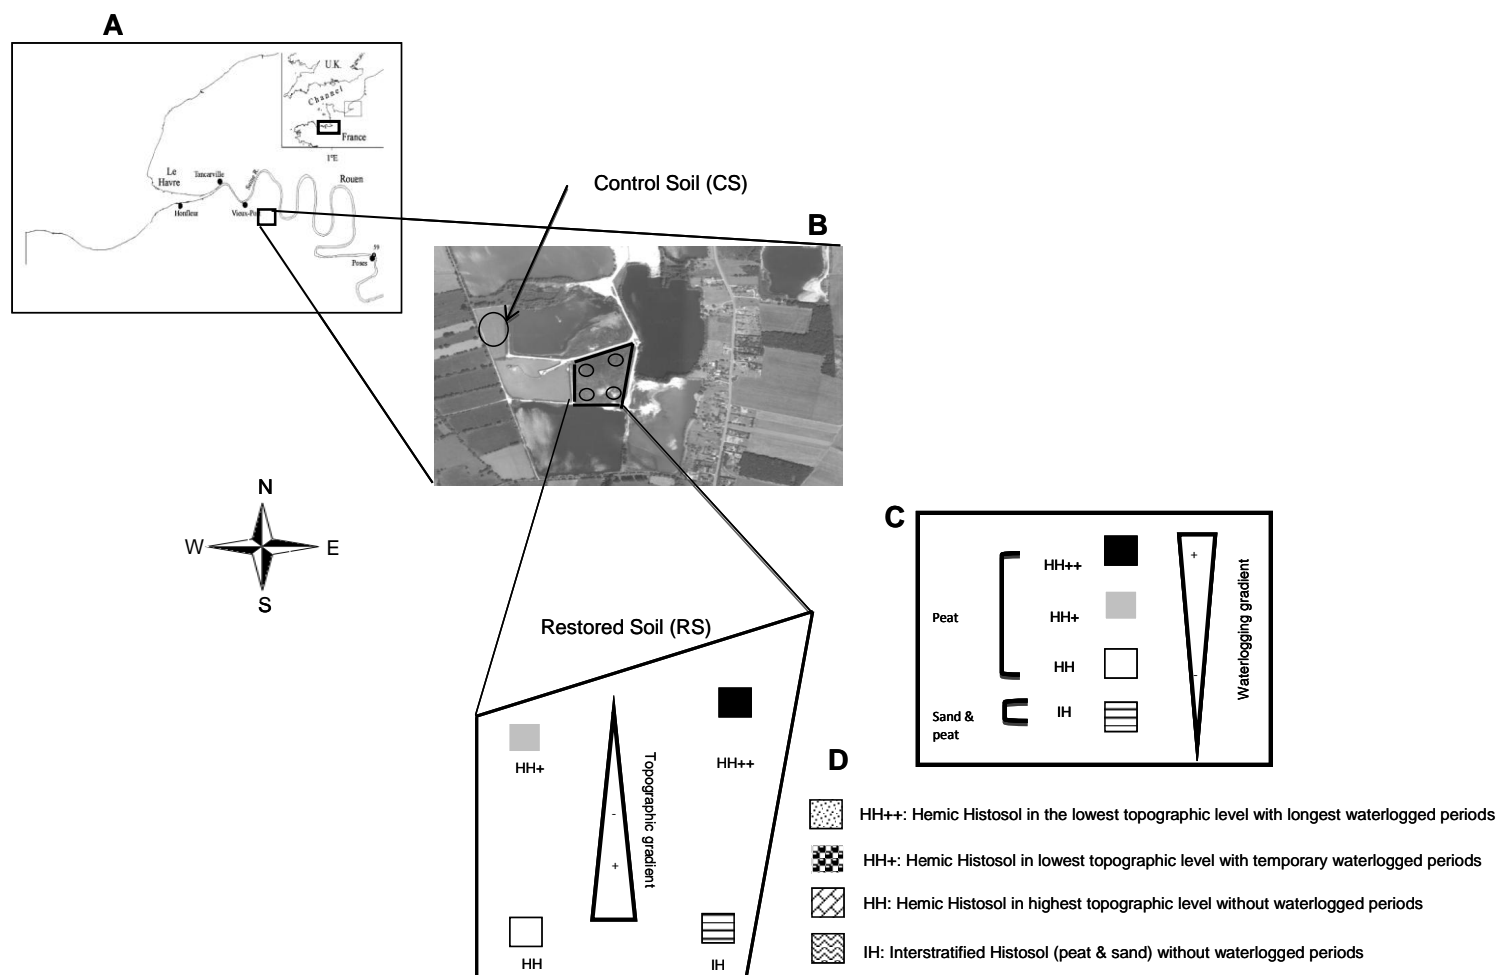 A
U.K.
Channel
France
1°E
Le
Havre
Tancarville
Seine R.
Rouen
Honfleur
Poses
59
Control Soil (CS)
B
N
W
E
S
Restored Soil (RS)
HH+
HH++
Topographic gradient
-
+
HH
IH
C
Peat
HH++
HH+
HH
Sand &
peat
IH
+
-
Waterlogging gradient
D
HH++: Hemic Histosol in the lowest topographic level with longest waterlogged periods
HH+: Hemic Histosol in lowest topographic level with temporary waterlogged periods
HH: Hemic Histosol in highest topographic level without waterlogged periods
IH: Interstratified Histosol (peat & sand) without waterlogged periods